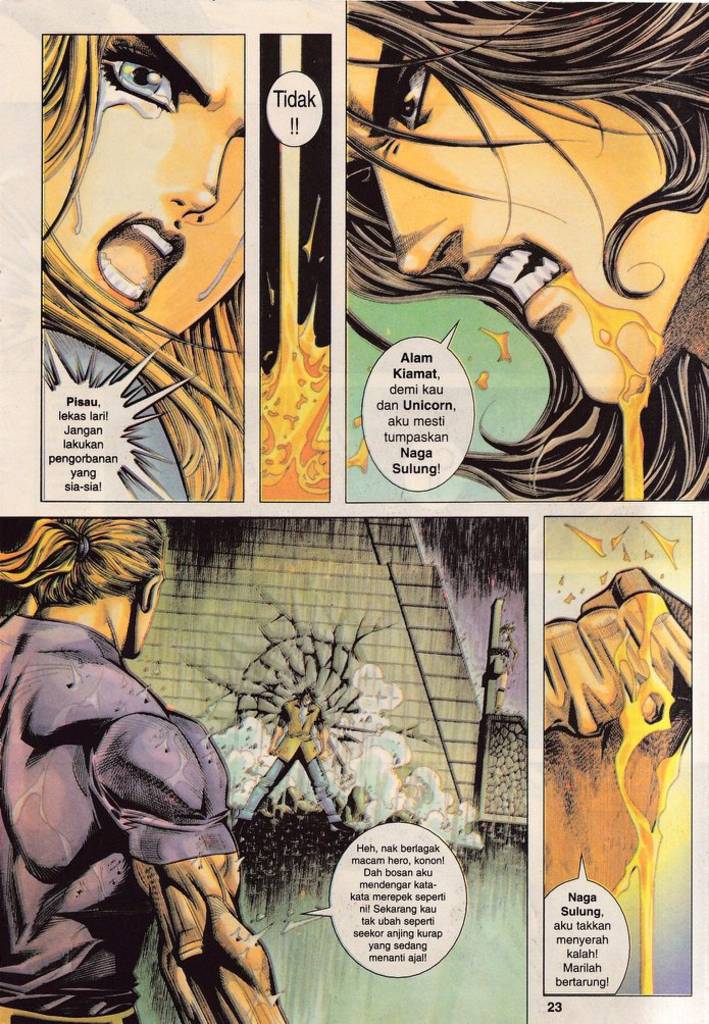 Pisau,
lekas lari!
Jangan
lakukan
pengorbanan
yang
sia-sia!
Tidak
!!
Alam
Kiamat,
demi kau
dan Unicorn,
aku mesti
tumpaskan
Naga
Sulung!
Heh, nak berlagak
macam hero, konon!
Dah bosan aku
mendengar kata-
kata merepek seperti
ni! Sekarang kau
tak ubah seperti
seekor anjing kurap
yang sedang
menanti ajal!
Naga
Sulung,
aku takkan
menyerah
kalah!
Marilah
bertarung!
23